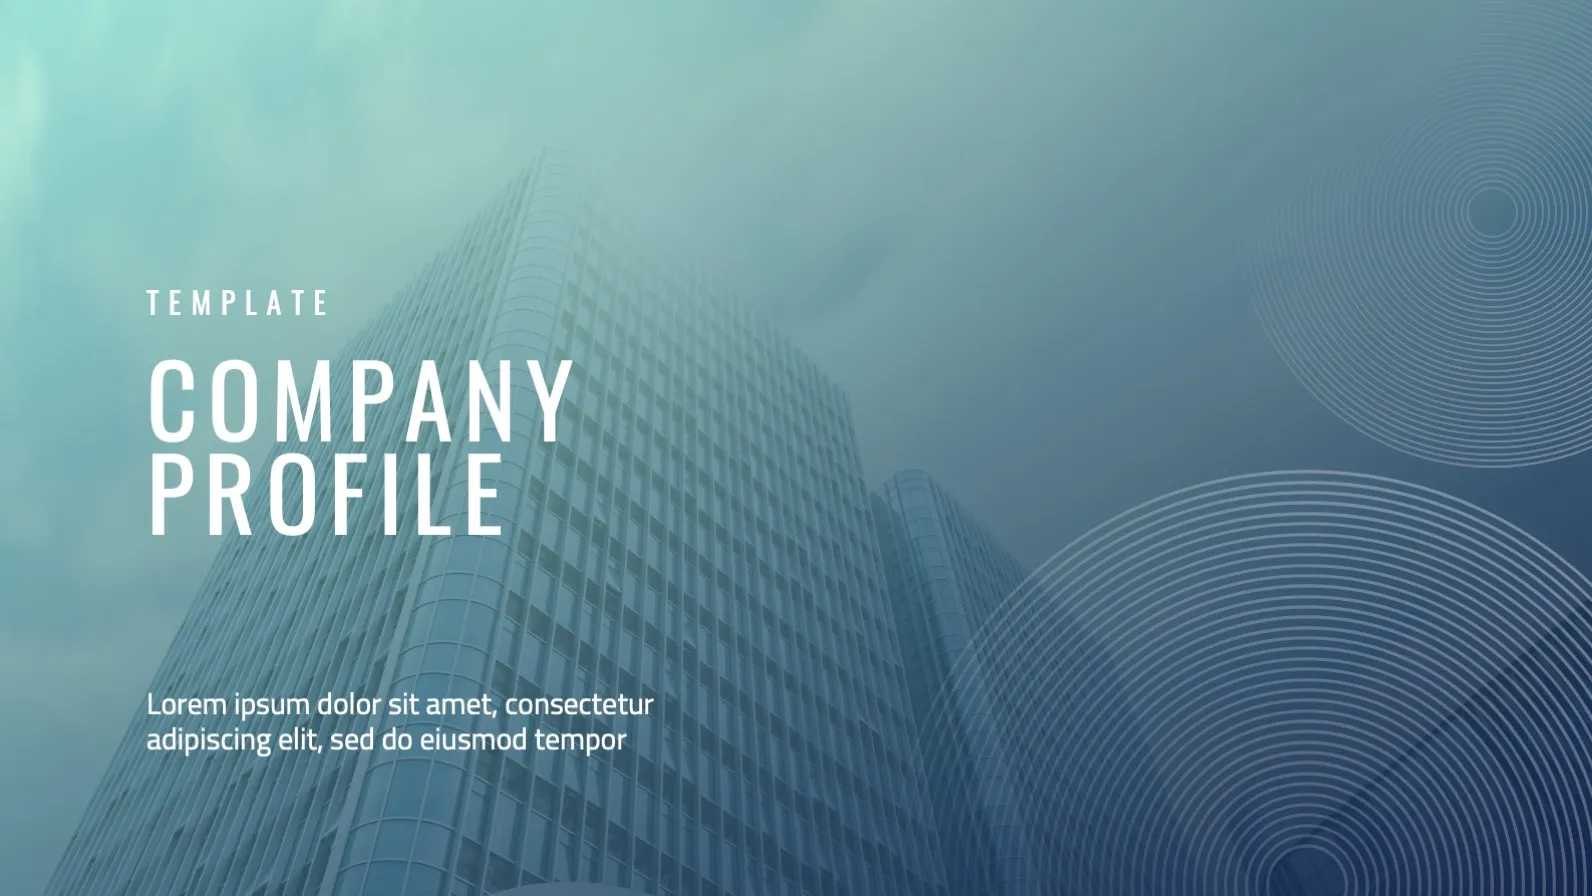 TEMPLATE
COMPANY
PROFILE
Lorem ipsum dolor sit amet, consectetur
adipiscing elit, sed do eiusmod tempor